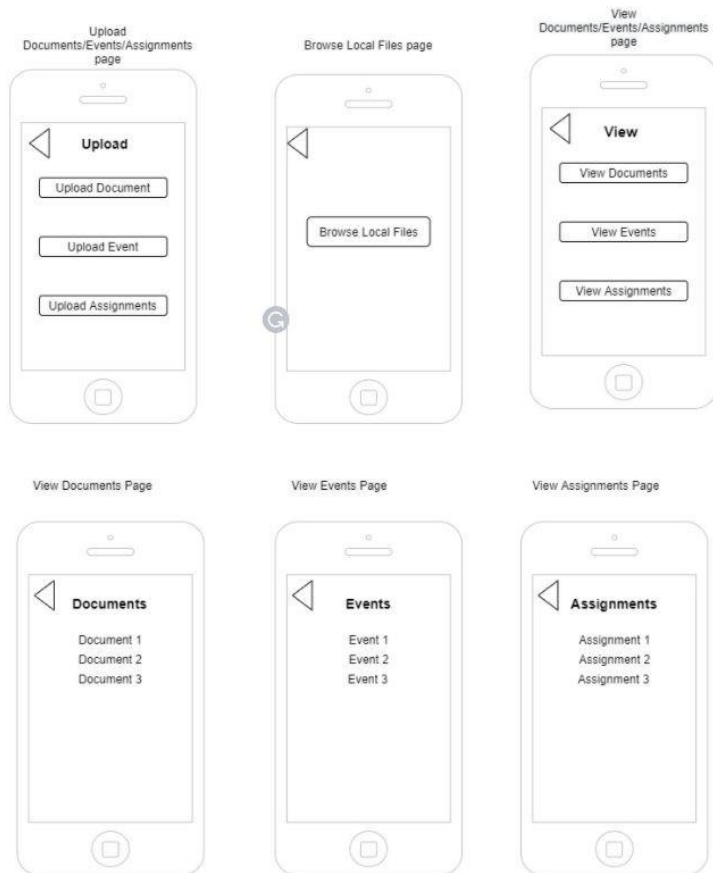 Upload
Documents/Events/Assignments
page
Upload
Upload Document
Upload Event
Upload Assignments
Browse Local Files page
Browse Local Files
View
Documents/Events/Assignments
page
View
View Documents
View Events
View Assignments
View Documents Page
Documents
Document 1
Document 2
Document 3
View Events Page
Events
Event 1
Event 2
Event 3
View Assignments Page
Assignments
Assignment 1
Assignment 2
Assignment 3